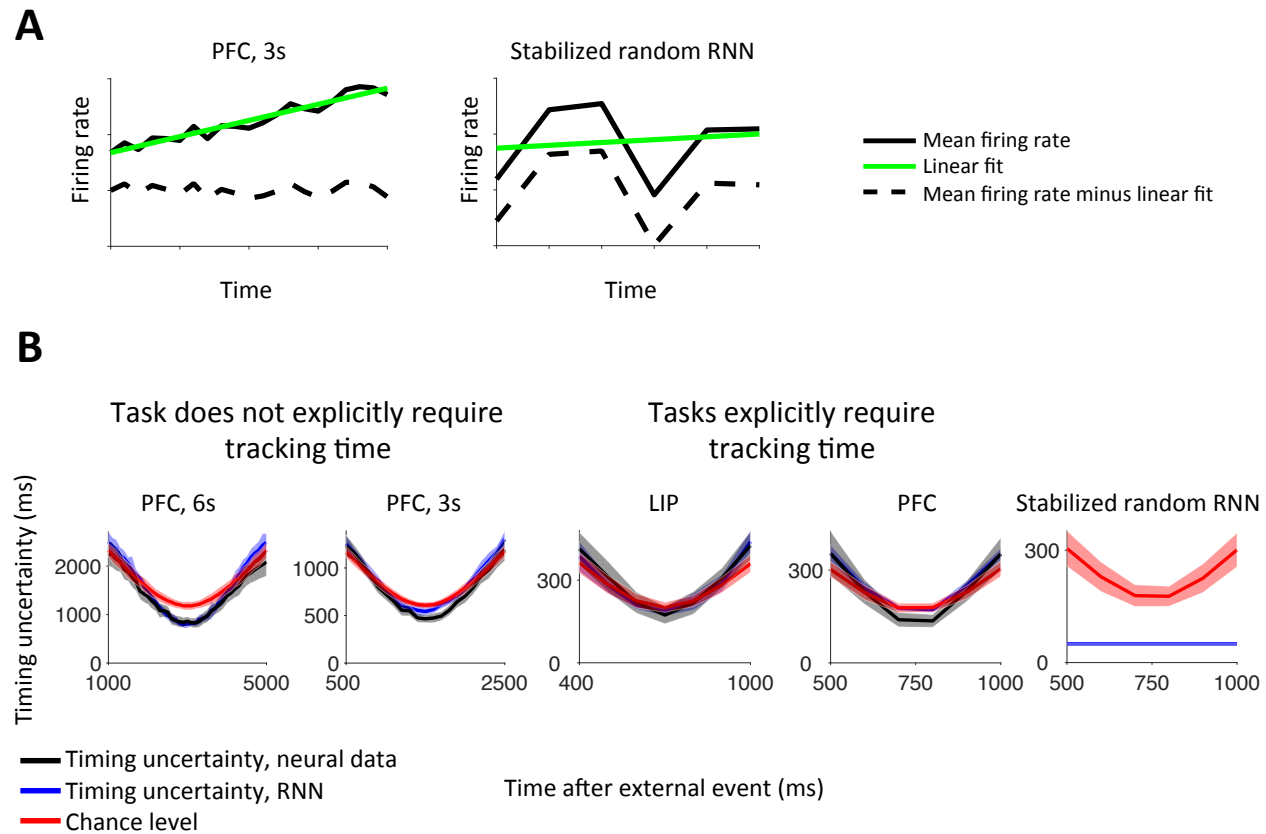 A
PFC, 3s
Stabilized random RNN
Firing rate
Time
Firing rate
Time
Mean firing rate
Linear fit
Mean firing rate minus linear fit
B
Task does not explicitly require
tracking time
Tasks explicitly require
tracking time
Timing uncertainty (ms)
PFC, 6s
2000
1000
0
1000
5000
PFC, 3s
1000
500
0
500
2500
LIP
300
0
400
1000
PFC
300
0
500
750
1000
Stabilized random RNN
300
0
500
750
1000
Timing uncertainty, neural data
Timing uncertainty, RNN
Chance level
Time after external event (ms)